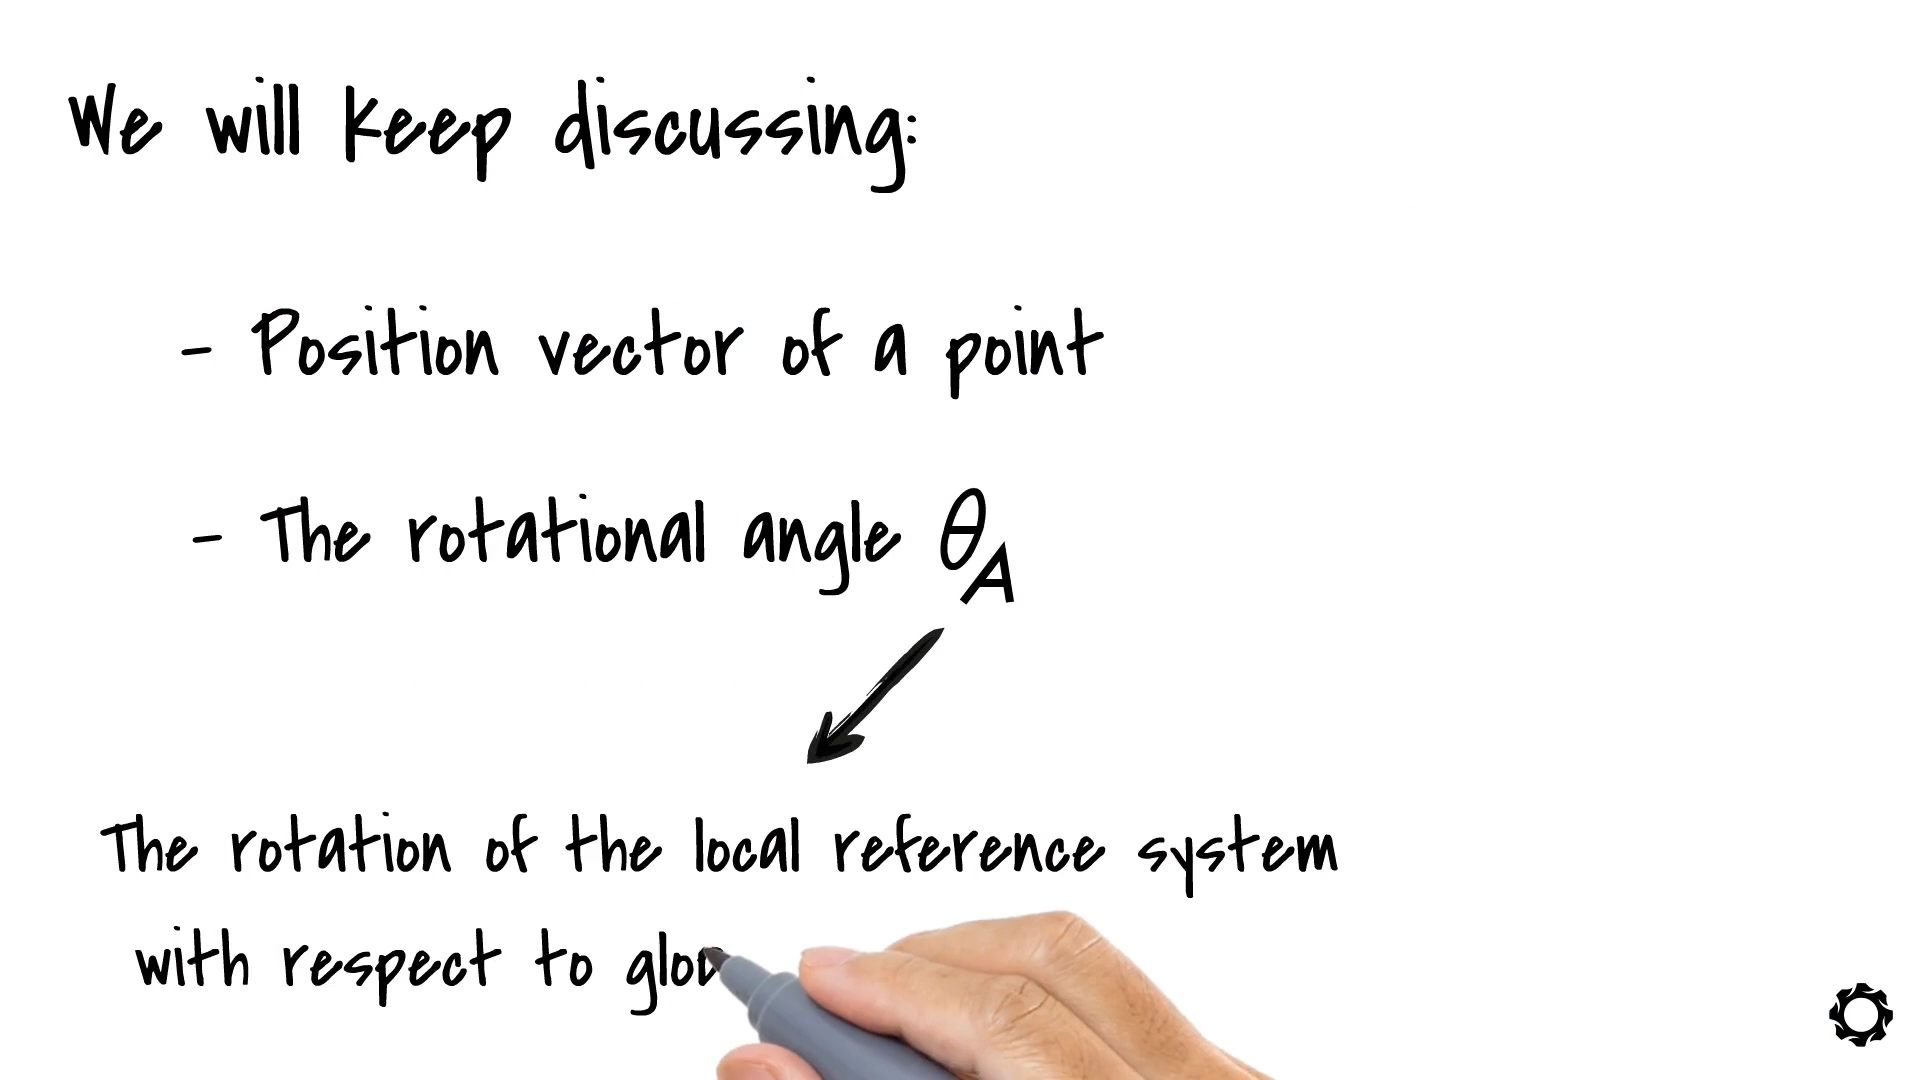 We will keep discussing:
- Position vector of a point
- The rotational angle θA
The rotation of the local reference system
with respect to